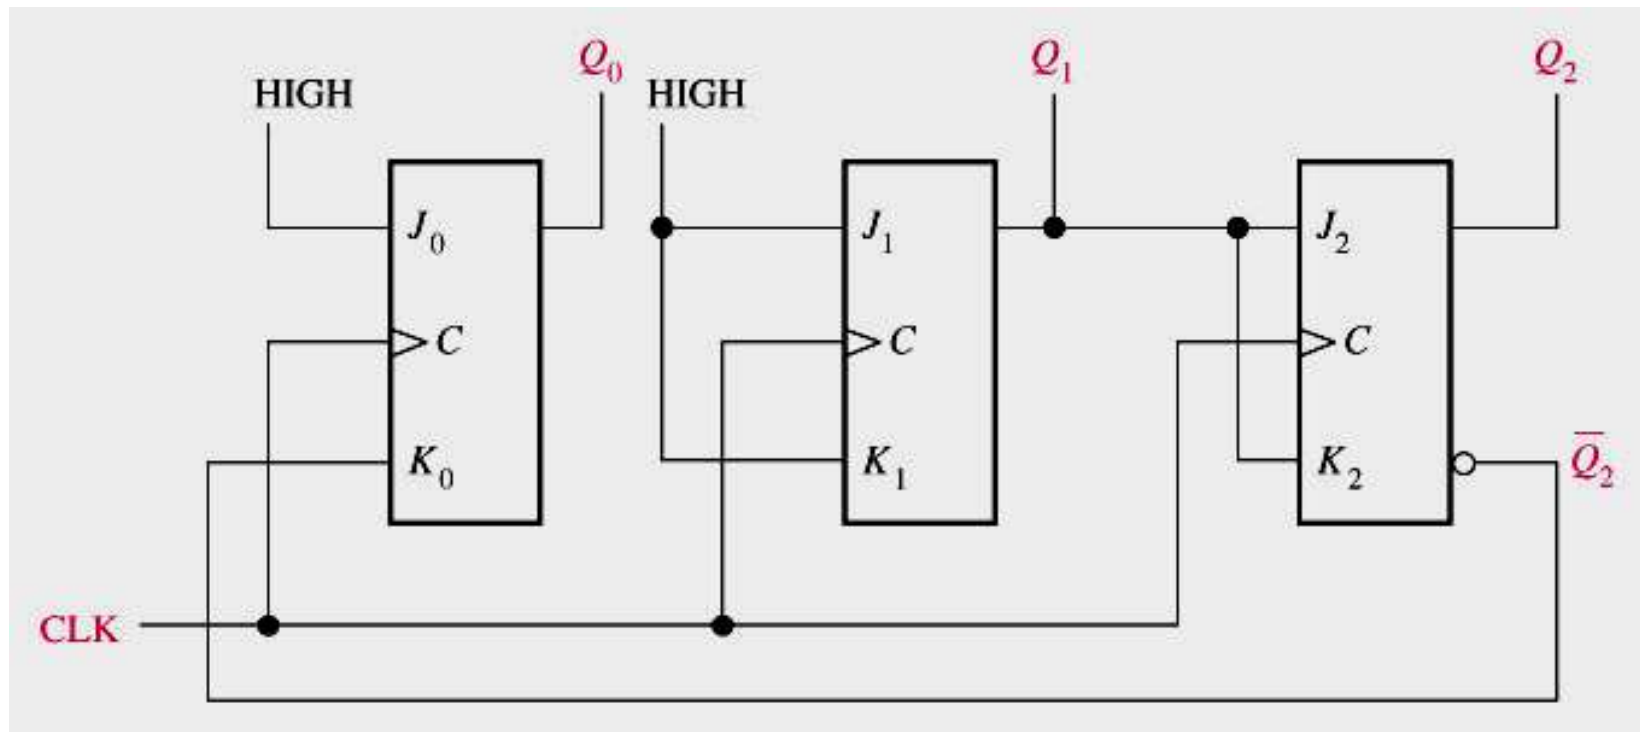 Q₀ Q₁ Q₂
HIGH HIGH
J₀ J₁ J₂
C C C
K₀ K₁ K₂ Q̅₂
CLK